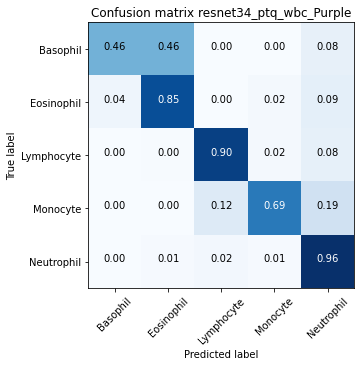 Confusion matrix resnet34_ptq_wbc_Purple
True label
Basophil 0.46 0.46 0.00 0.00 0.08
Eosinophil 0.04 0.85 0.00 0.02 0.09
Lymphocyte 0.00 0.00 0.90 0.02 0.08
Monocyte 0.00 0.00 0.12 0.69 0.19
Neutrophil 0.00 0.01 0.02 0.01 0.96
Basophil Eosinophil Lymphocyte Monocyte Neutrophil
Predicted label